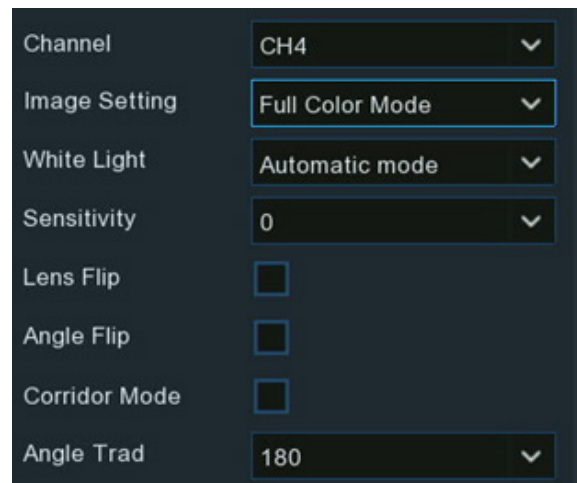 Channel CH4
Image Setting Full Color Mode
White Light Automatic mode
Sensitivity 0
Lens Flip
Angle Flip
Corridor Mode
Angle Trad 180